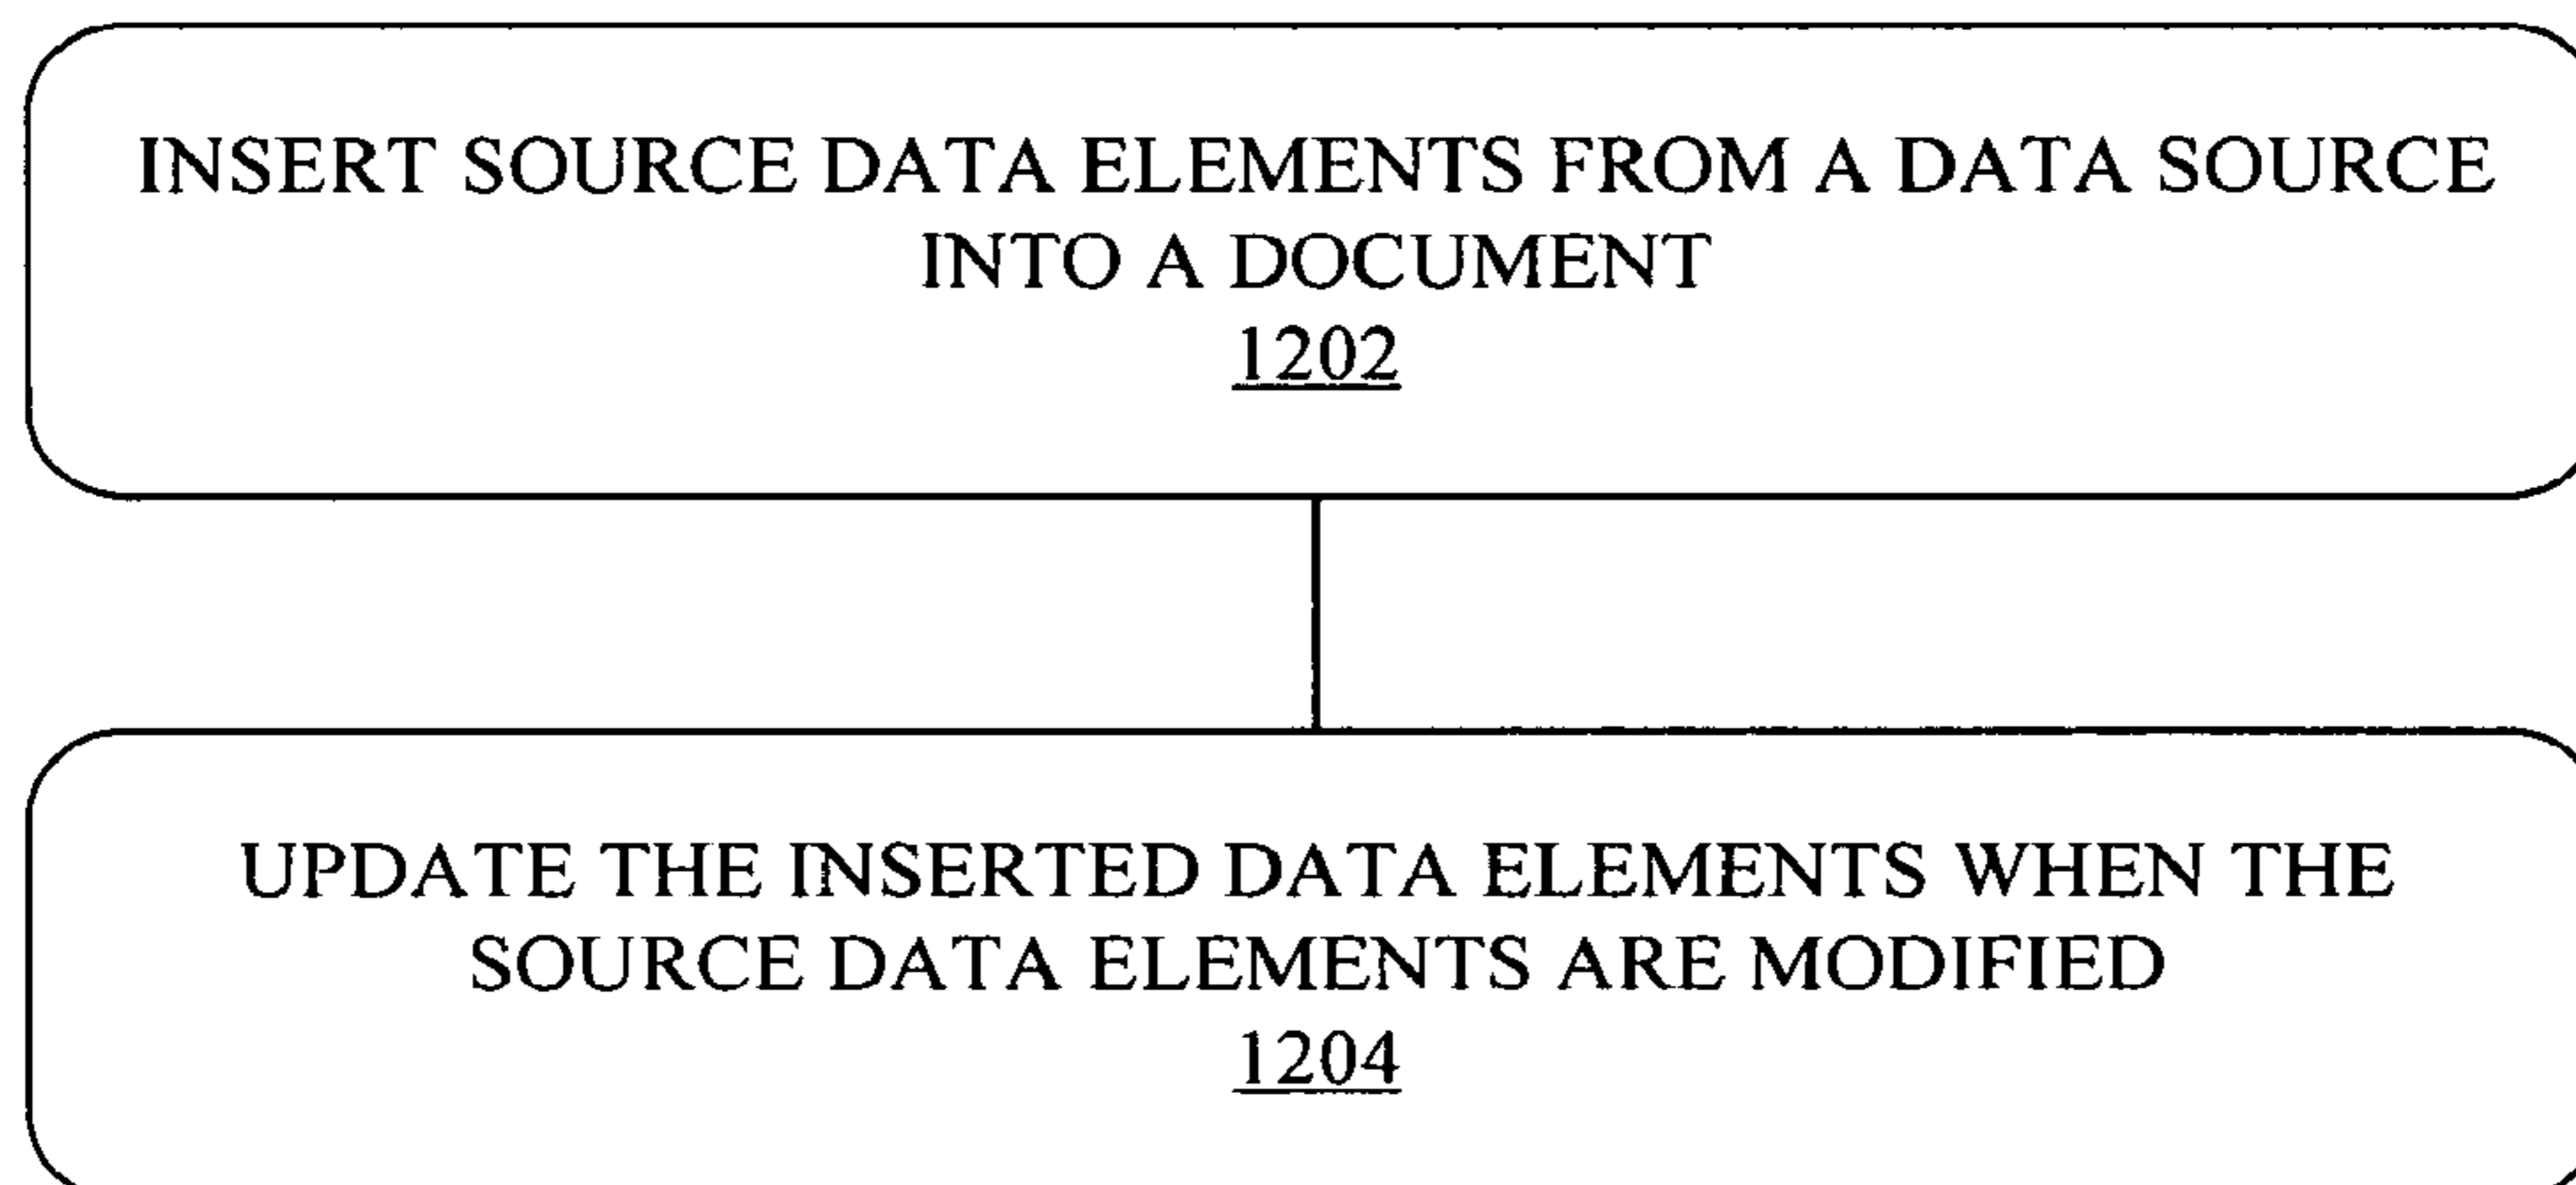 INSERT SOURCE DATA ELEMENTS FROM A DATA SOURCE
INTO A DOCUMENT
1202
UPDATE THE INSERTED DATA ELEMENTS WHEN THE
SOURCE DATA ELEMENTS ARE MODIFIED
1204